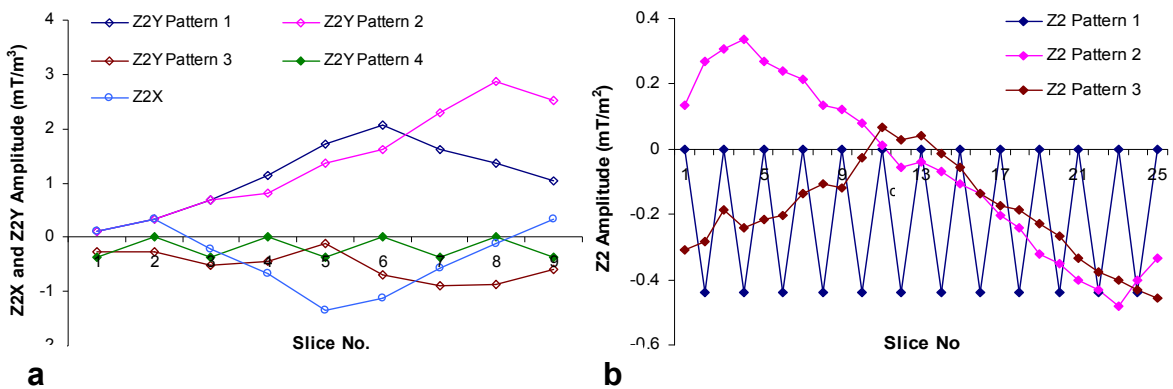 Z2Y Pattern 1
Z2Y Pattern 2
Z2Y Pattern 3
Z2Y Pattern 4
Z2X
Z2X and Z2Y Amplitude (mT/m³)
4
3
2
1
0
-1
2
1 2 3 4 5 6 7 8 9
Slice No.
a
Z2 Pattern 1
Z2 Pattern 2
Z2 Pattern 3
Z2 Amplitude (mT/m²)
0.4
0.2
0
-0.2
-0.4
-0.6
1 5 9 13 17 21 25
Slice No
b